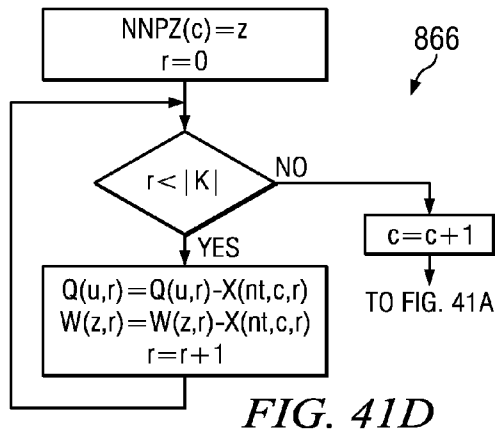 NNPZ(c)=z
r=0
866
r<|K|
NO
YES
c=c+1
TO FIG. 41A
Q(u,r)=Q(u,r)-X(nt,c,r)
W(z,r)=W(z,r)-X(nt,c,r)
r=r+1
FIG. 41D